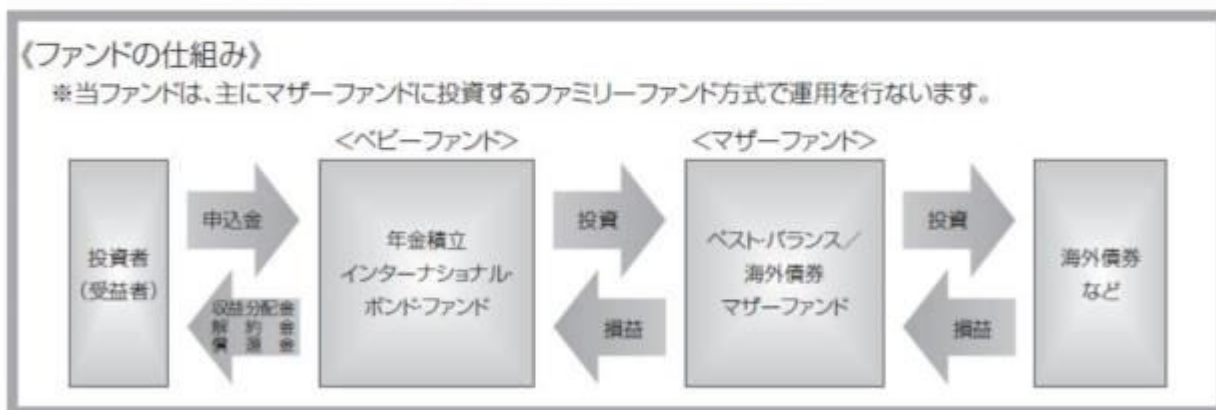 《ファンドの仕組み》
※当ファンドは、主にマザーファンドに投資するファミリーファンド方式で運用を行ないます。
<ベビーファンド>
<マザーファンド>
投資者
(受益者)
申込金
収益分配金
解約金
償還金
年金積立
インターナショナル・
ボンド・ファンド
投資
損益
ベスト・バランス/
海外債券
マザーファンド
投資
損益
海外債券
など